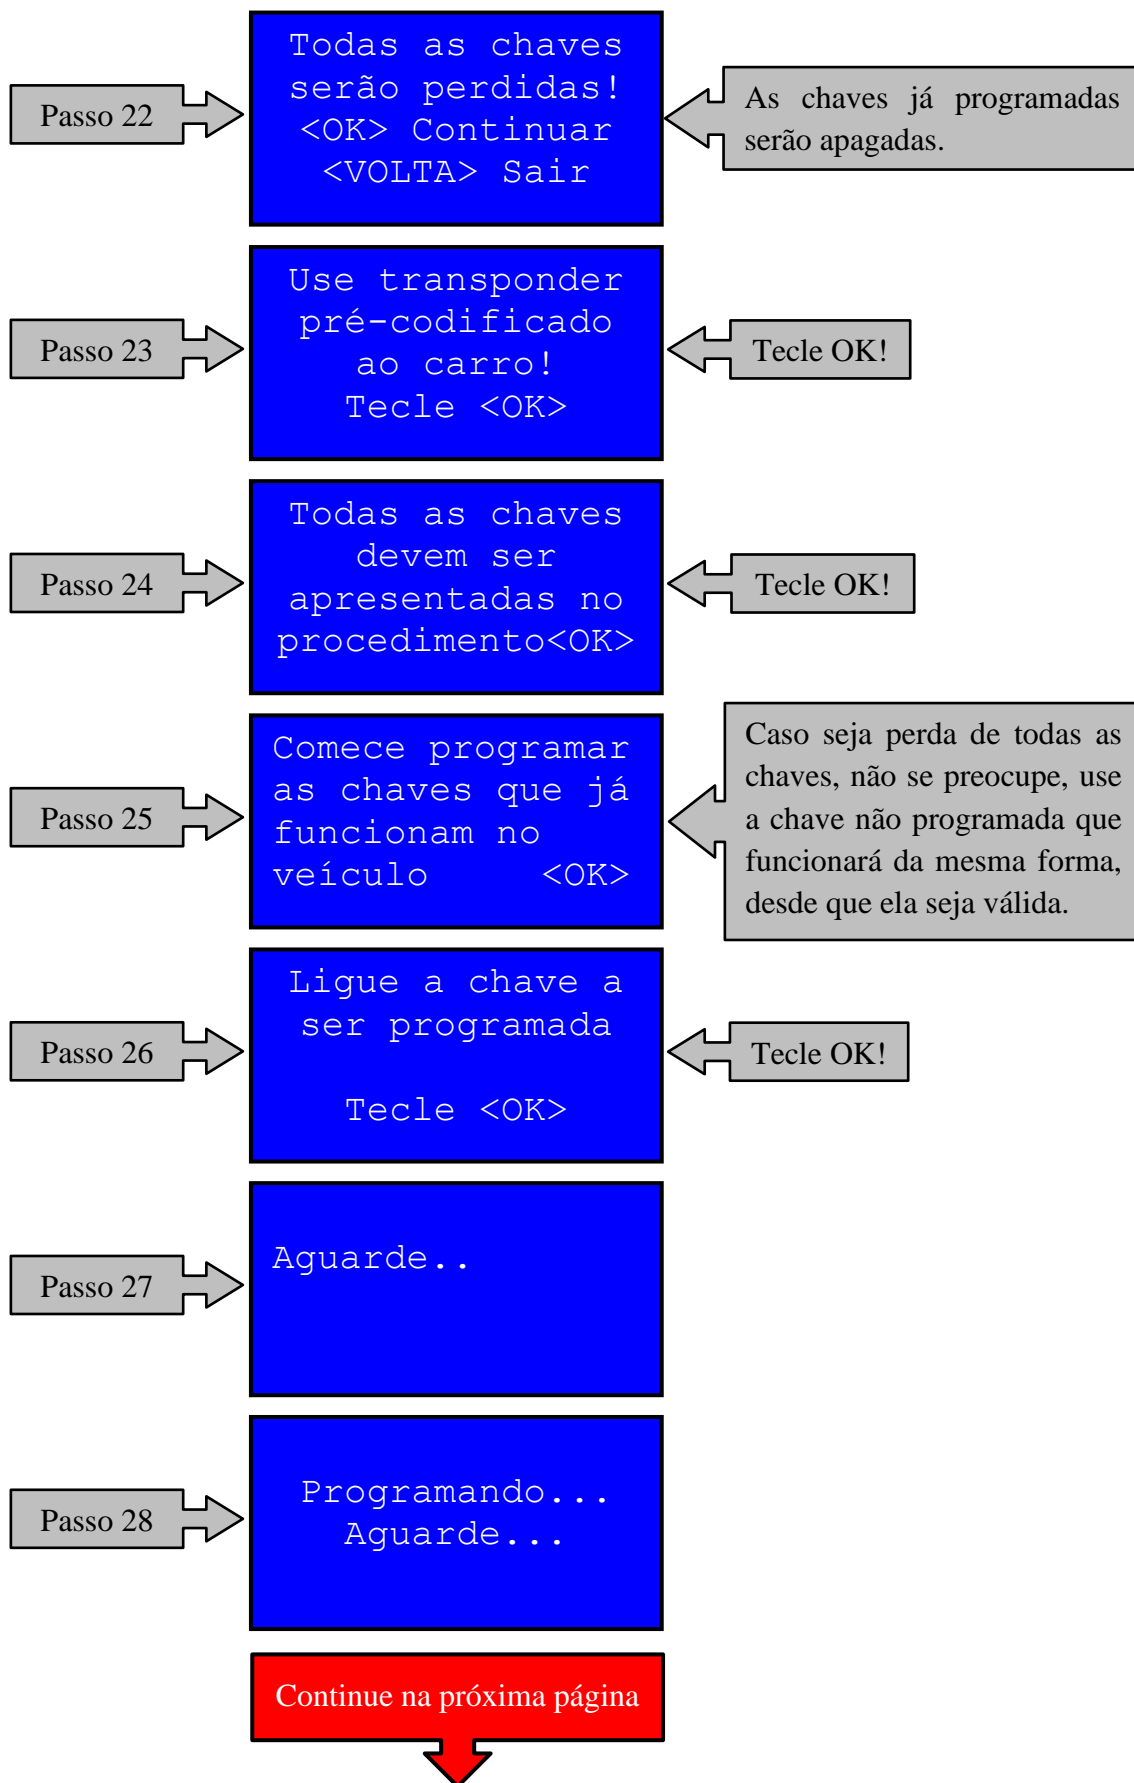 Passo 22
Todas as chaves
serão perdidas!
<OK> Continuar
<VOLTA> Sair
As chaves já programadas
serão apagadas.
Passo 23
Use transponder
pré-codificado
ao carro!
Tecle <OK>
Tecle OK!
Passo 24
Todas as chaves
devem ser
apresentadas no
procedimento<OK>
Tecle OK!
Passo 25
Comece programar
as chaves que já
funcionam no
veículo <OK>
Caso seja perda de todas as
chaves, não se preocupe, use
a chave não programada que
funcionará da mesma forma,
desde que ela seja válida.
Passo 26
Ligue a chave a
ser programada
Tecle <OK>
Tecle OK!
Passo 27
Aguarde..
Passo 28
Programando...
Aguarde...
Continue na próxima página